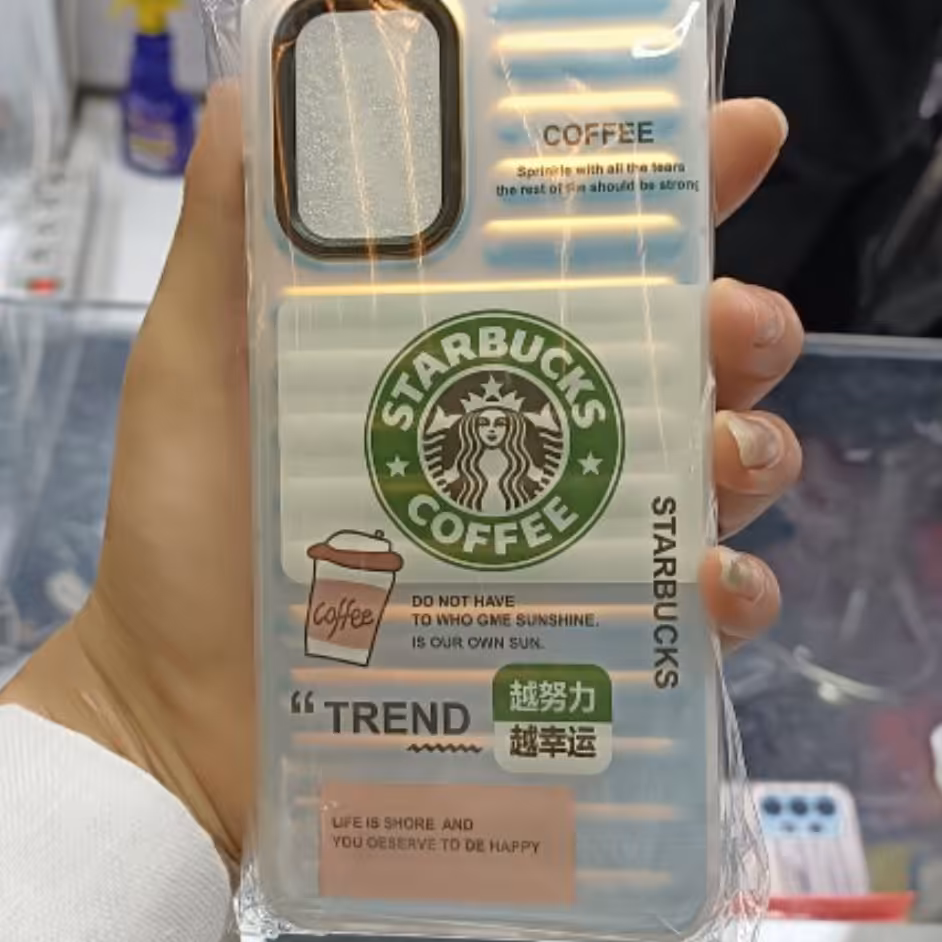 COFFEE
Sprinkle with all the tears
the rest of the should be strong
STARBUCKS
COFFEE
STARBUCKS
coffee
DO NOT HAVE
TO WHO GME SUNSHINE.
IS OUR OWN SUN.
“ TREND
越努力
越幸运
LIFE IS SHORE AND
YOU OESERVE TO DE HAPPY